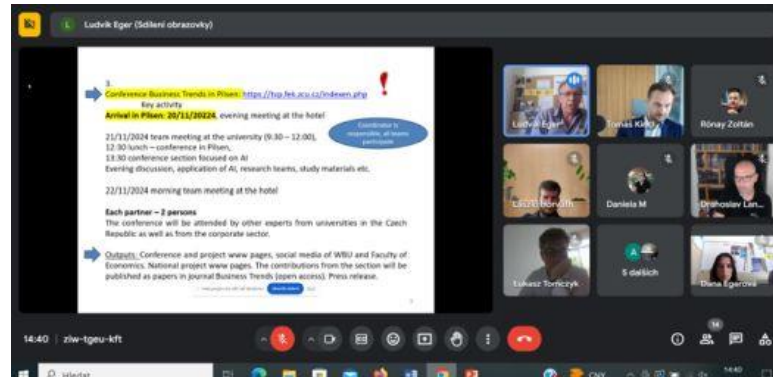 L
Ludvik Eger (Sdílení obrazovky)
3.
Conference Business Trends in Pilsen: https://tvp.fek.zcu.cz/indexen.php
Key activity
Arrival in Pilsen: 20/11/20224, evening meeting at the hotel
Coordinator is
responsible, all teams
participate
21/11/2024 team meeting at the university (9:30 – 12:00),
12:30 lunch – conference in Pilsen,
13:30 conference section focused on AI
Evening discussion, application of AI, research teams, study materials etc.
22/11/2024 morning team meeting at the hotel
Each partner – 2 persons
The conference will be attended by other experts from universities in the Czech
Republic as well as from the corporate sector.
Outputs: Conference and project www pages, social media of WBU and Faculty of
Economics. National project www pages. The contributions from the section will be
published as papers in journal Business Trends (open access). Press release.
Ludvik Eger
Tomáš Kincl
Rónay Zoltán
László Horváth
Daniela M
Drahoslav Lan...
Łukasz Tomczyk
A
5 dalších
Dana Egerová
14:40 | ziw-tgeu-kft
14
Hledat
CNY
14:40